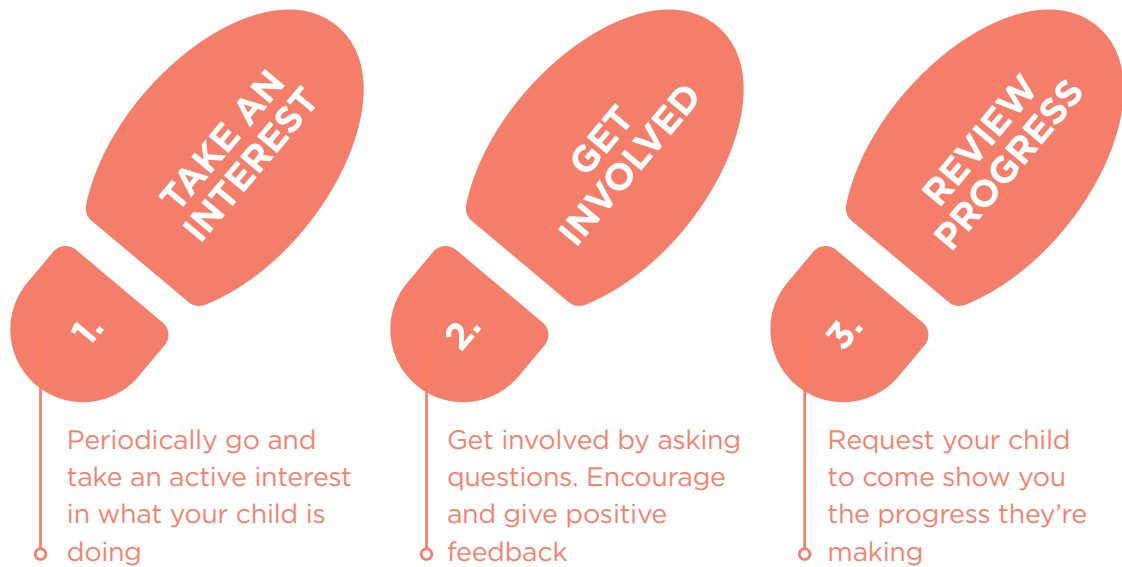 TAKE AN
INTEREST
1.
Periodically go and
take an active interest
in what your child is
doing
GET
INVOLVED
2.
Get involved by asking
questions. Encourage
and give positive
feedback
REVIEW
PROGRESS
3.
Request your child
to come show you
the progress they're
making